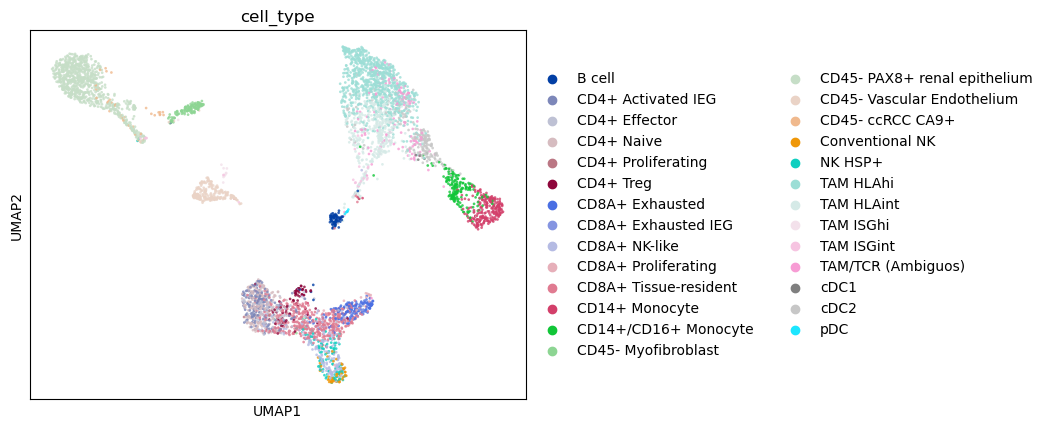 cell_type
UMAP2
UMAP1
B cell
CD4+ Activated IEG
CD4+ Effector
CD4+ Naive
CD4+ Proliferating
CD4+ Treg
CD8A+ Exhausted
CD8A+ Exhausted IEG
CD8A+ NK-like
CD8A+ Proliferating
CD8A+ Tissue-resident
CD14+ Monocyte
CD14+/CD16+ Monocyte
CD45- Myofibroblast
CD45- PAX8+ renal epithelium
CD45- Vascular Endothelium
CD45- ccRCC CA9+
Conventional NK
NK HSP+
TAM HLAhi
TAM HLAint
TAM ISGhi
TAM ISGint
TAM/TCR (Ambiguos)
cDC1
cDC2
pDC